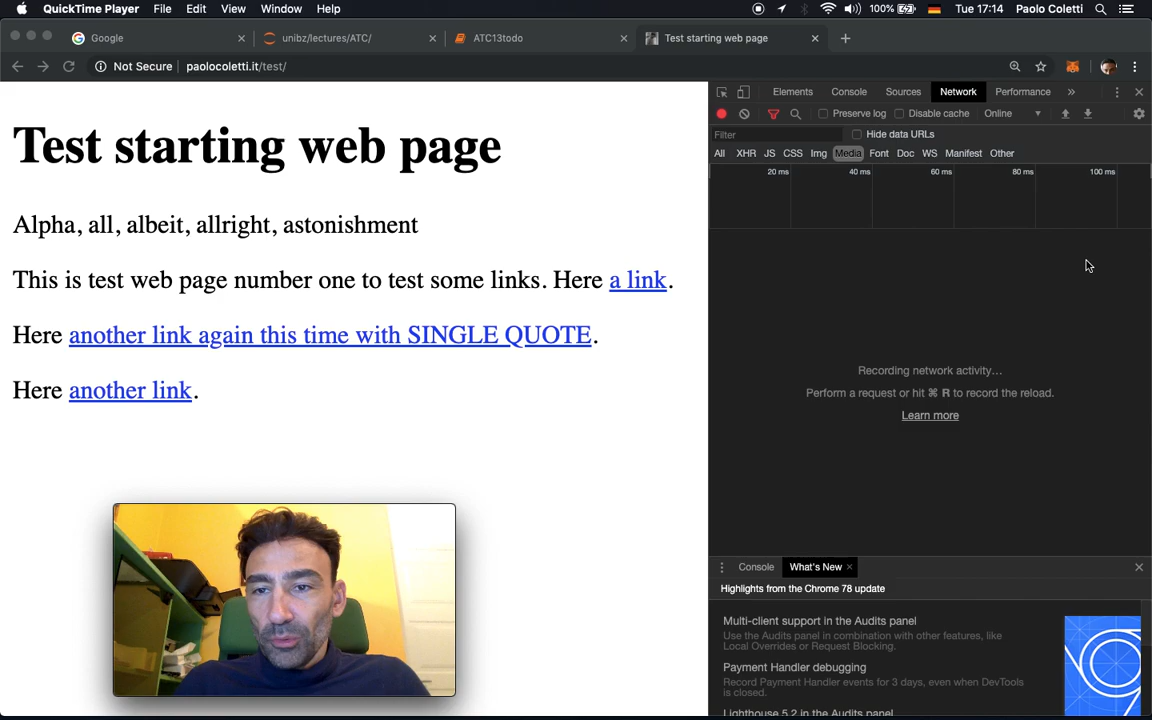 QuickTime Player File Edit View Window Help 100% Tue 17:14 Paolo Coletti
Google unibz/lectures/ATC/ ATC13todo Test starting web page
Not Secure paolocoletti.it/test/
Test starting web page
Alpha, all, albeit, allright, astonishment
This is test web page number one to test some links. Here a link.
Here another link again this time with SINGLE QUOTE.
Here another link.
Elements Console Sources Network Performance »
Preserve log Disable cache Online
Filter Hide data URLs
All XHR JS CSS Img Media Font Doc WS Manifest Other
20 ms 40 ms 60 ms 80 ms 100 ms
Recording network activity…
Perform a request or hit ⌘ R to record the reload.
Learn more
Console What's New
Highlights from the Chrome 78 update
Multi-client support in the Audits panel
Use the Audits panel in combination with other features, like
Local Overrides or Request Blocking.
Payment Handler debugging
Record Payment Handler events for 3 days, even when DevTools
is closed.
Lighthouse 5.2 in the Audits panel